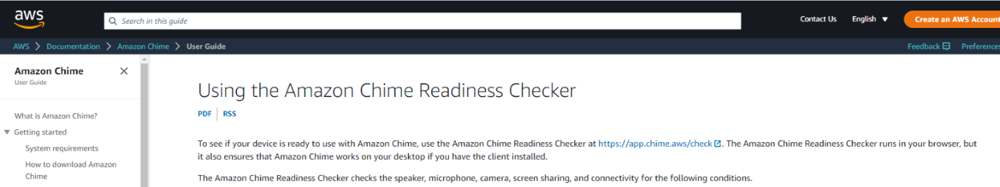 aws
Search in this guide
Contact Us
English
Create an AWS Account
AWS > Documentation > Amazon Chime > User Guide
Feedback
Preferences
Amazon Chime
User Guide
What is Amazon Chime?
Getting started
System requirements
How to download Amazon
Chime
Using the Amazon Chime Readiness Checker
PDF | RSS
To see if your device is ready to use with Amazon Chime, use the Amazon Chime Readiness Checker at https://app.chime.aws/check. The Amazon Chime Readiness Checker runs in your browser, but
it also ensures that Amazon Chime works on your desktop if you have the client installed.
The Amazon Chime Readiness Checker checks the speaker, microphone, camera, screen sharing, and connectivity for the following conditions.